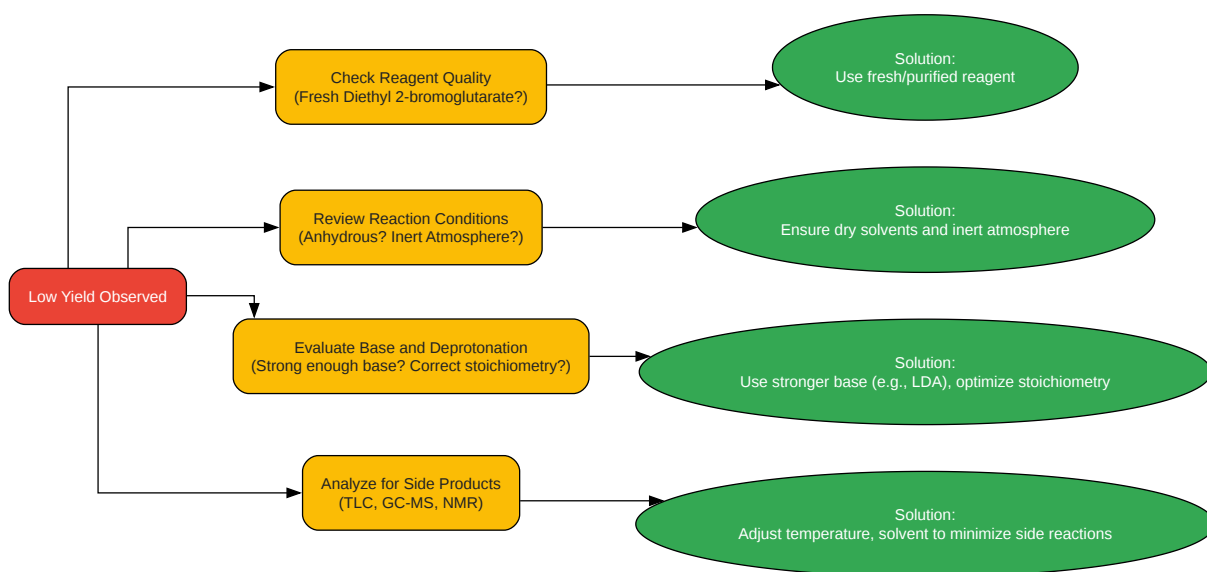 Low Yield Observed
Check Reagent Quality
(Fresh Diethyl 2-bromoglutarate?)
Solution:
Use fresh/purified reagent
Review Reaction Conditions
(Anhydrous? Inert Atmosphere?)
Solution:
Ensure dry solvents and inert atmosphere
Evaluate Base and Deprotonation
(Strong enough base? Correct stoichiometry?)
Solution:
Use stronger base (e.g., LDA), optimize stoichiometry
Analyze for Side Products
(TLC, GC-MS, NMR)
Solution:
Adjust temperature, solvent to minimize side reactions